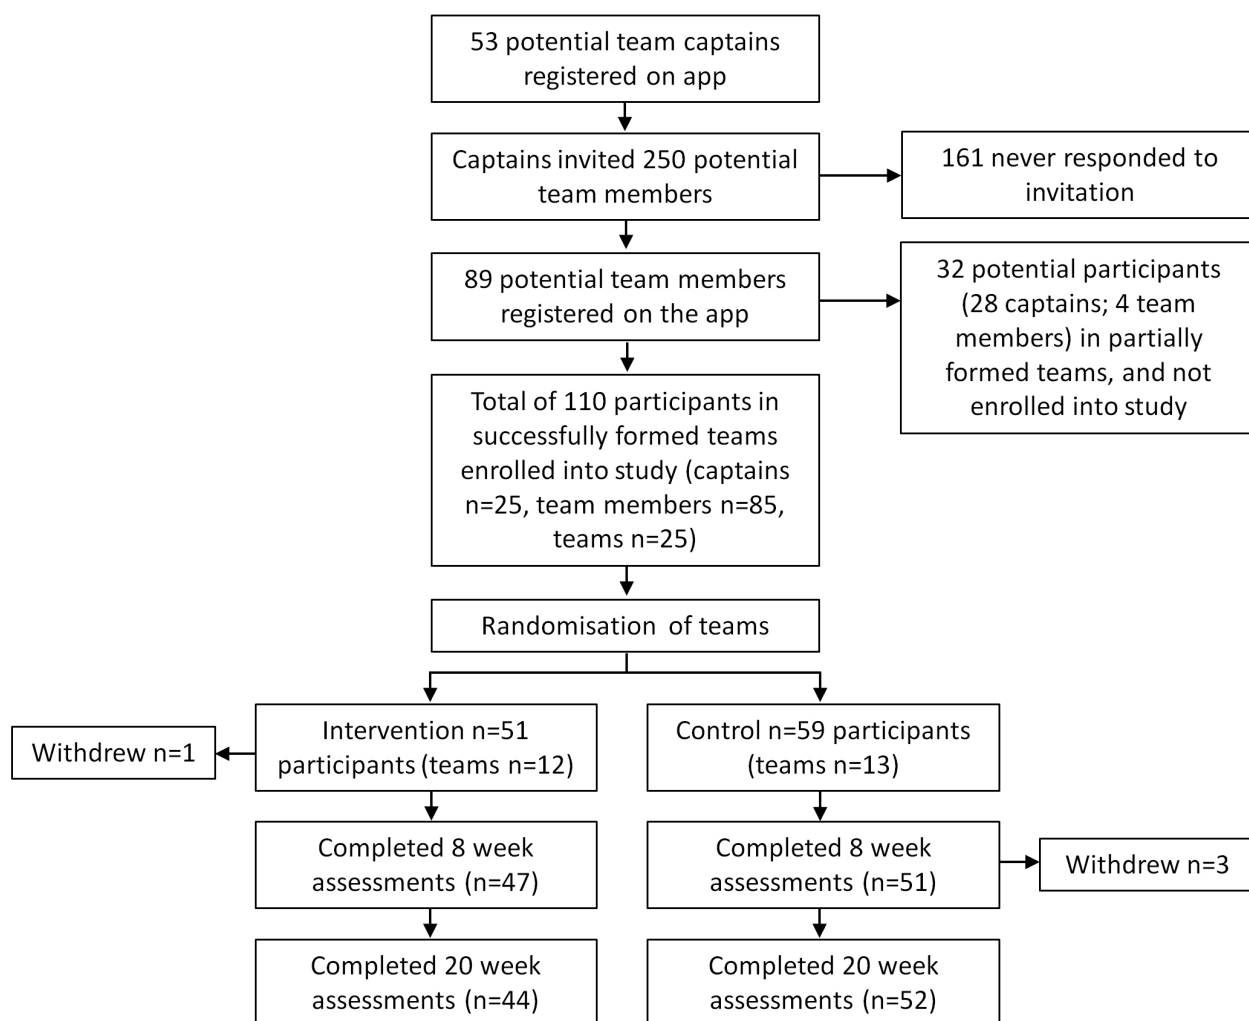 53 potential team captains
registered on app
Captains invited 250 potential
team members
161 never responded to
invitation
89 potential team members
registered on the app
32 potential participants
(28 captains; 4 team
members) in partially
formed teams, and not
enrolled into study
Total of 110 participants in
successfully formed teams
enrolled into study (captains
n=25, team members n=85,
teams n=25)
Randomisation of teams
Withdrew n=1
Intervention n=51
participants (teams n=12)
Control n=59 participants
(teams n=13)
Completed 8 week
assessments (n=47)
Completed 8 week
assessments (n=51)
Withdrew n=3
Completed 20 week
assessments (n=44)
Completed 20 week
assessments (n=52)